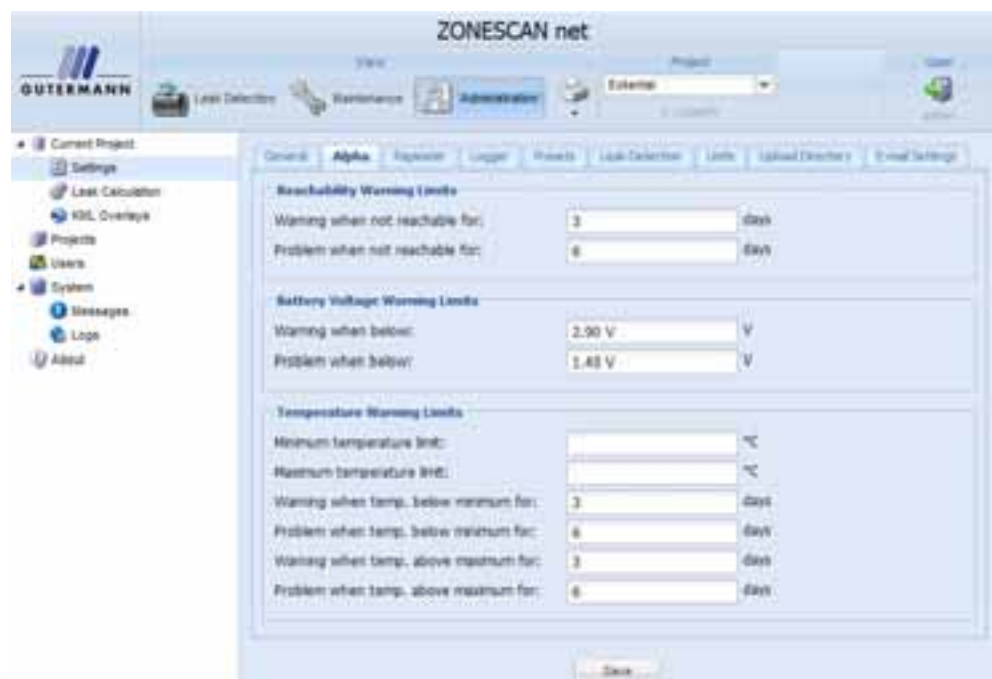 ZONESCAN net
GUTERMANN
View
Project
User
Leak Detection
Maintenance
Administration
External
Current Project
Settings
Leak Calculation
KML Overlays
Projects
Users
System
Messages
Logs
About
General
Alpha
Repeater
Logger
Presets
Leak Detection
Units
Upload Directory
E-mail Settings
Reachability Warning Limits
Warning when not reachable for: 3 days
Problem when not reachable for: 6 days
Battery Voltage Warning Limits
Warning when below: 2.90 V V
Problem when below: V
Temperature Warning Limits
Minimum temperature limit: °C
Maximum temperature limit: °C
Warning when temp. below minimum for: 3 days
Problem when temp. below minimum for: 6 days
Warning when temp. above maximum for: 3 days
Problem when temp. above maximum for: 6 days
Save